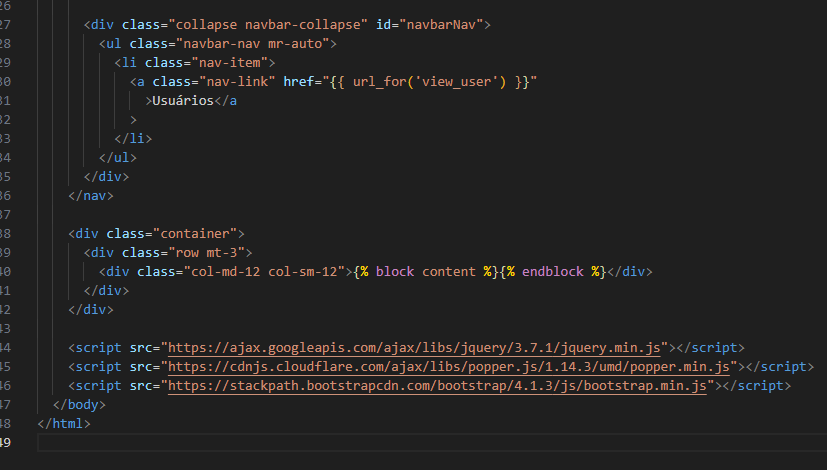 26
27 <div class="collapse navbar-collapse" id="navbarNav">
28 <ul class="navbar-nav mr-auto">
29 <li class="nav-item">
30 <a class="nav-link" href="{{ url_for('view_user') }}"
31 >Usuários</a
32 >
33 </li>
34 </ul>
35 </div>
36 </nav>
37
38 <div class="container">
39 <div class="row mt-3">
40 <div class="col-md-12 col-sm-12">{% block content %}{% endblock %}</div>
41 </div>
42 </div>
43
44 <script src="https://ajax.googleapis.com/ajax/libs/jquery/3.7.1/jquery.min.js"></script>
45 <script src="https://cdnjs.cloudflare.com/ajax/libs/popper.js/1.14.3/umd/popper.min.js"></script>
46 <script src="https://stackpath.bootstrapcdn.com/bootstrap/4.1.3/js/bootstrap.min.js"></script>
47 </body>
48 </html>
49